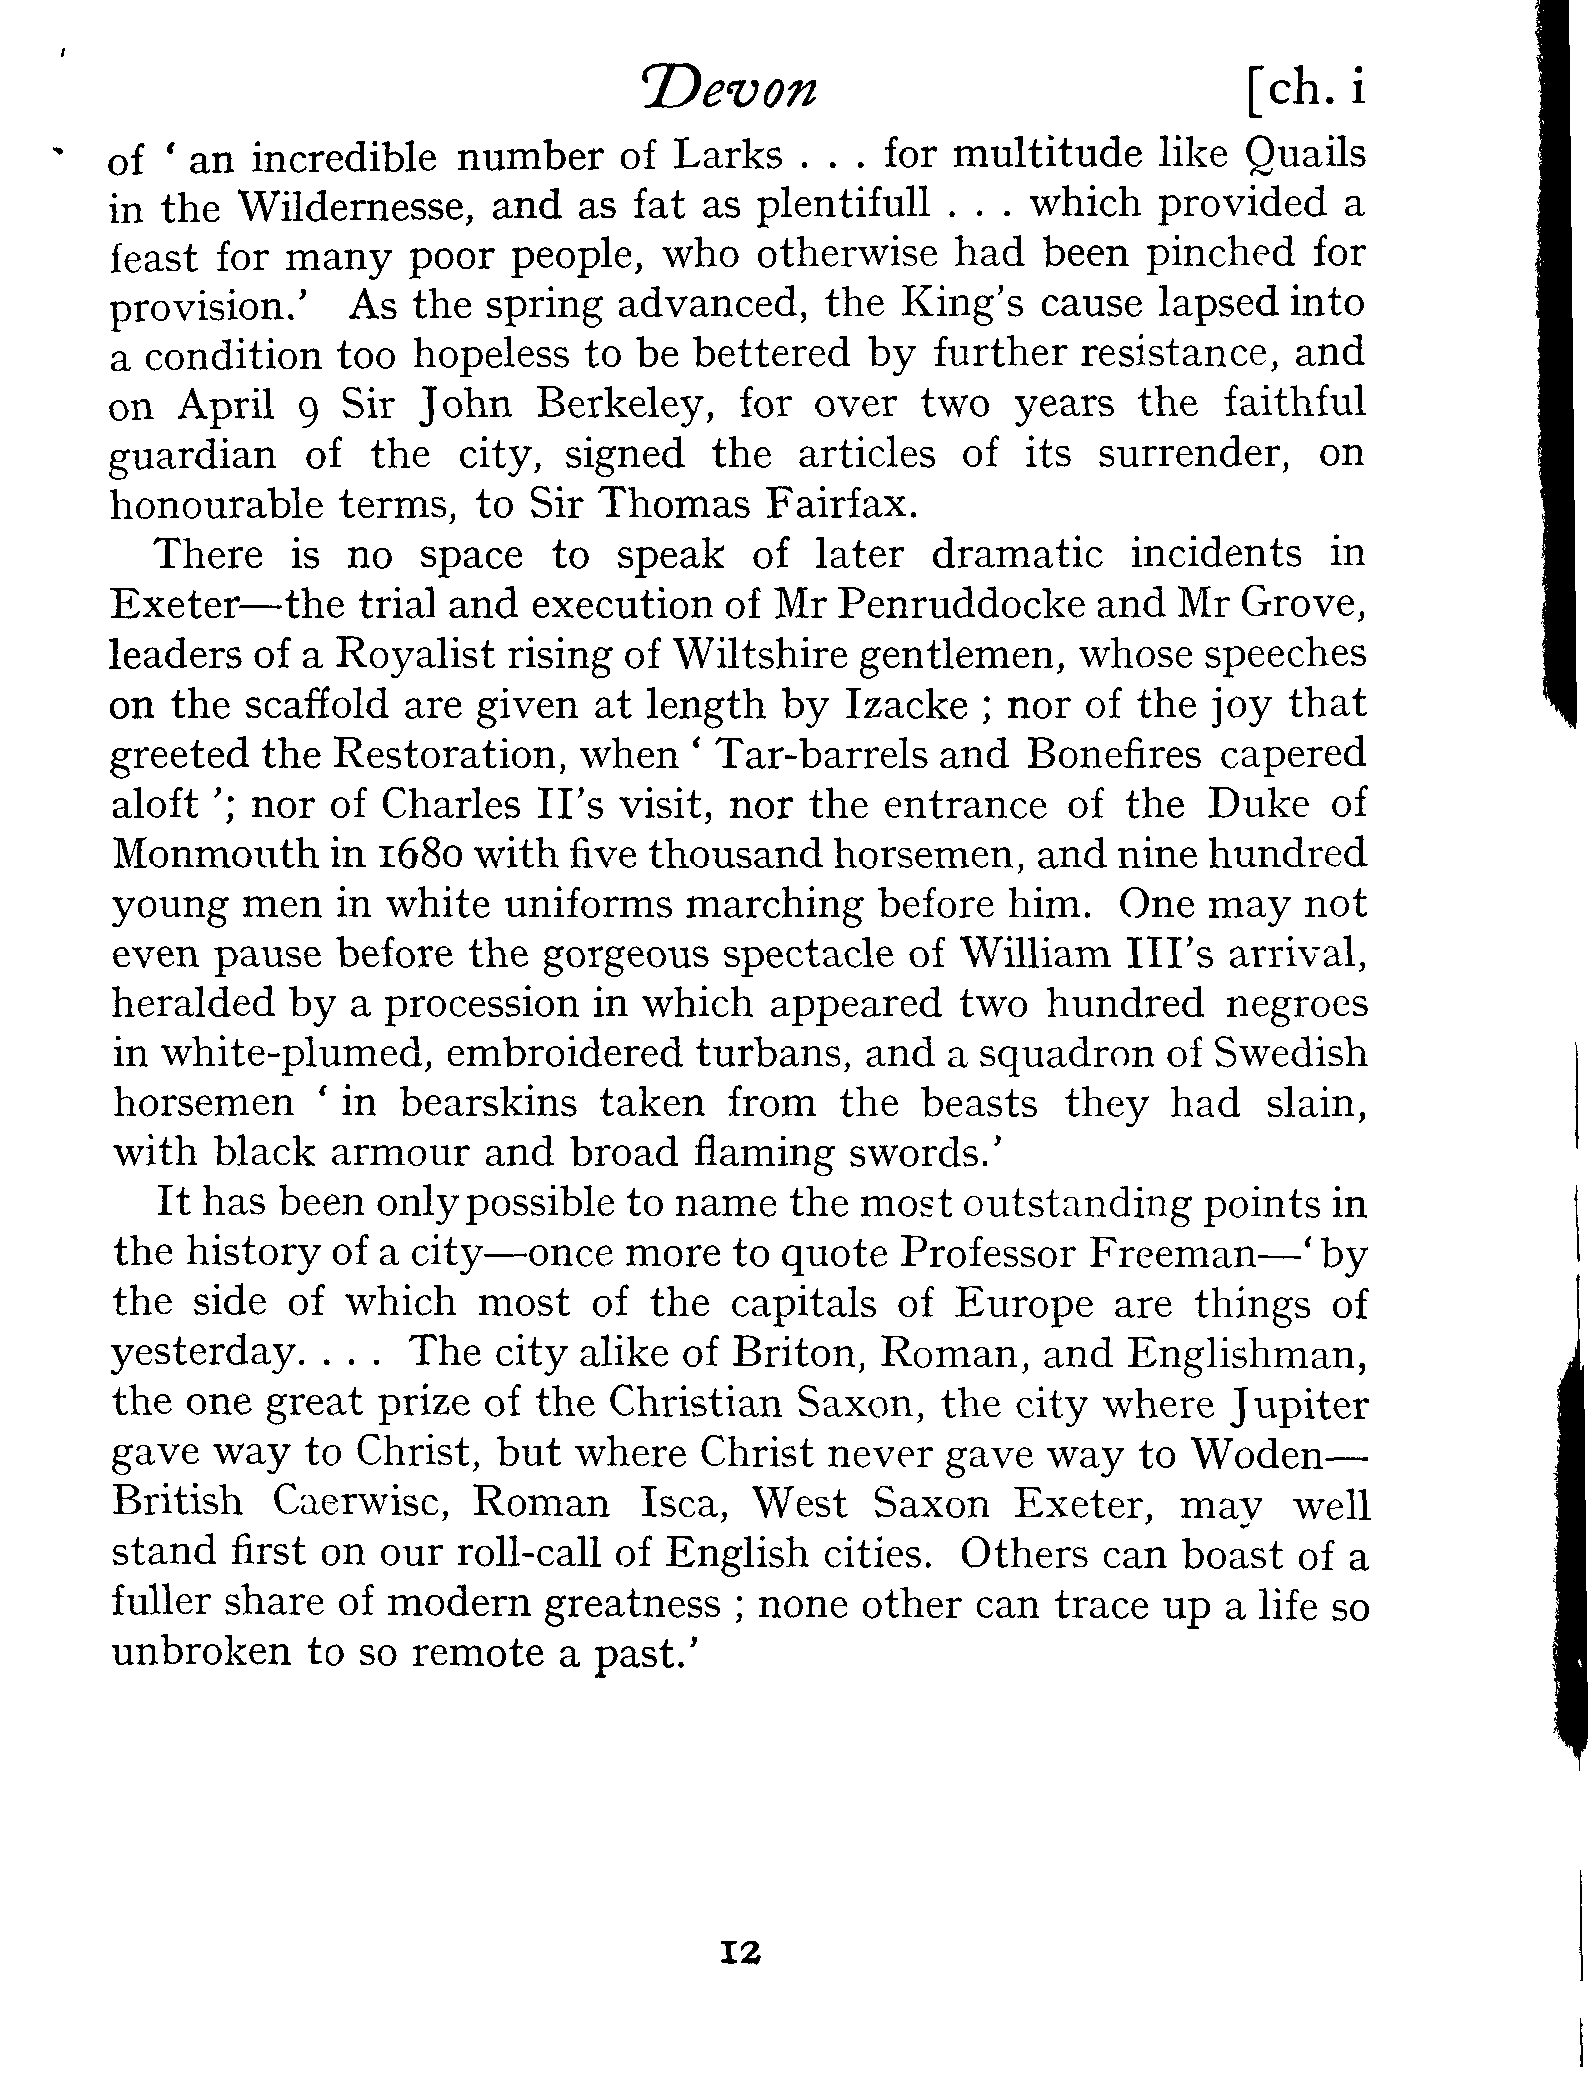 Devon [ch. i
of ‘ an incredible number of Larks . . . for multitude like Quails
in the Wildernesse, and as fat as plentifull . . . which provided a
feast for many poor people, who otherwise had been pinched for
provision.’ As the spring advanced, the King’s cause lapsed into
a condition too hopeless to be bettered by further resistance, and
on April 9 Sir John Berkeley, for over two years the faithful
guardian of the city, signed the articles of its surrender, on
honourable terms, to Sir Thomas Fairfax.
There is no space to speak of later dramatic incidents in
Exeter—the trial and execution of Mr Penruddocke and Mr Grove,
leaders of a Royalist rising of Wiltshire gentlemen, whose speeches
on the scaffold are given at length by Izacke ; nor of the joy that
greeted the Restoration, when ‘ Tar-barrels and Bonefires capered
aloft ’; nor of Charles II’s visit, nor the entrance of the Duke of
Monmouth in 1680 with five thousand horsemen, and nine hundred
young men in white uniforms marching before him. One may not
even pause before the gorgeous spectacle of William III’s arrival,
heralded by a procession in which appeared two hundred negroes
in white-plumed, embroidered turbans, and a squadron of Swedish
horsemen ‘ in bearskins taken from the beasts they had slain,
with black armour and broad flaming swords.’
It has been only possible to name the most outstanding points in
the history of a city—once more to quote Professor Freeman—‘by
the side of which most of the capitals of Europe are things of
yesterday. . . . The city alike of Briton, Roman, and Englishman,
the one great prize of the Christian Saxon, the city where Jupiter
gave way to Christ, but where Christ never gave way to Woden—
British Caerwisc, Roman Isca, West Saxon Exeter, may well
stand first on our roll-call of English cities. Others can boast of a
fuller share of modern greatness ; none other can trace up a life so
unbroken to so remote a past.’
12